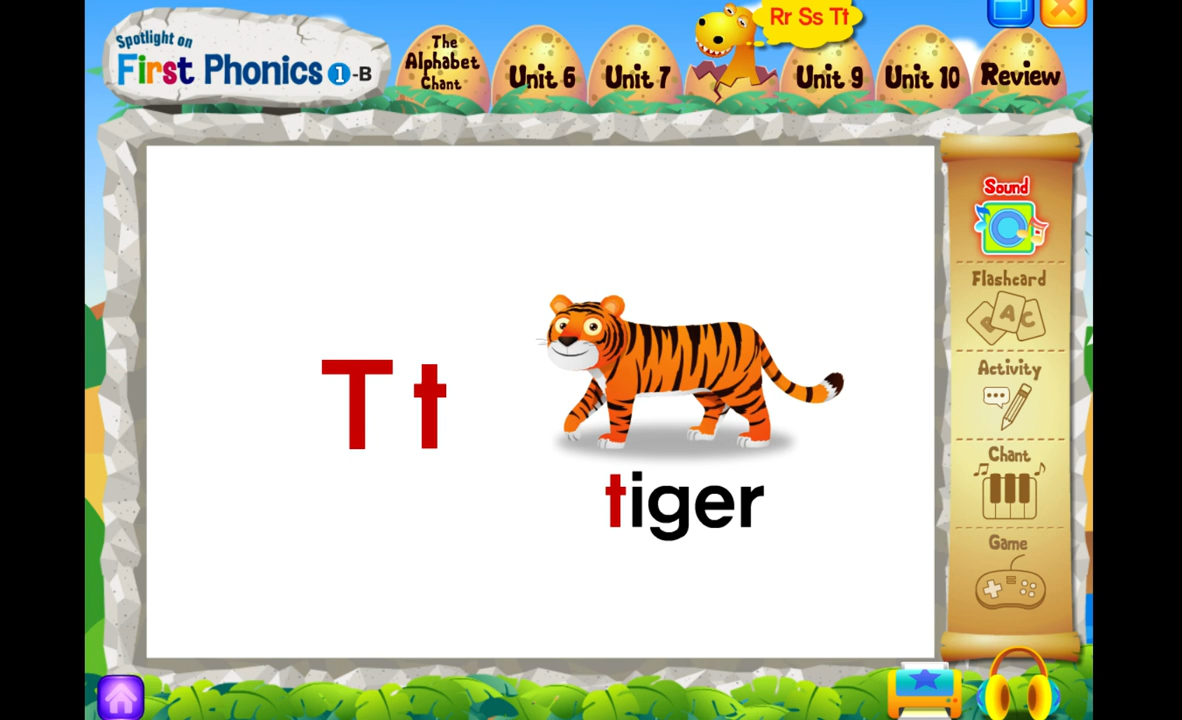 Spotlight on
First Phonics 1-B
The
Alphabet
Chant
Unit 6
Unit 7
Rr Ss Tt
Unit 9
Unit 10
Review
Sound
Flashcard
A C
Activity
Chant
Game
T t
tiger